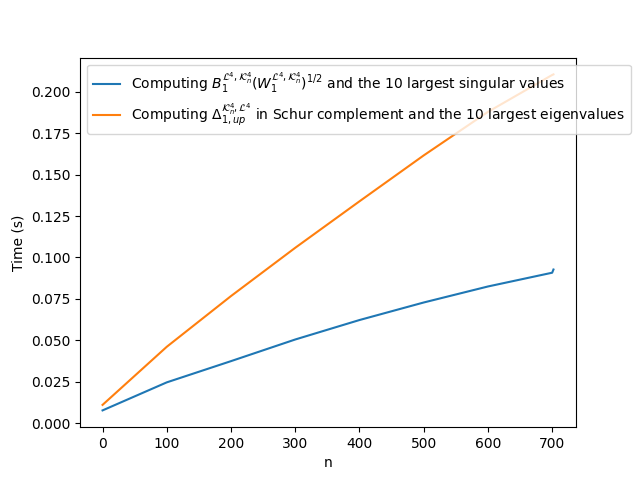 Computing $B_1^{\mathcal{L}^4, \mathcal{K}_n^4}(W_1^{\mathcal{L}^4, \mathcal{K}_n^4})^{1/2}$ and the 10 largest singular values
Computing $\Delta_{1,up}^{\mathcal{K}_n^4, \mathcal{L}^4}$ in Schur complement and the 10 largest eigenvalues
0.200
0.175
0.150
0.125
0.100
0.075
0.050
0.025
0.000
Time (s)
0 100 200 300 400 500 600 700
n